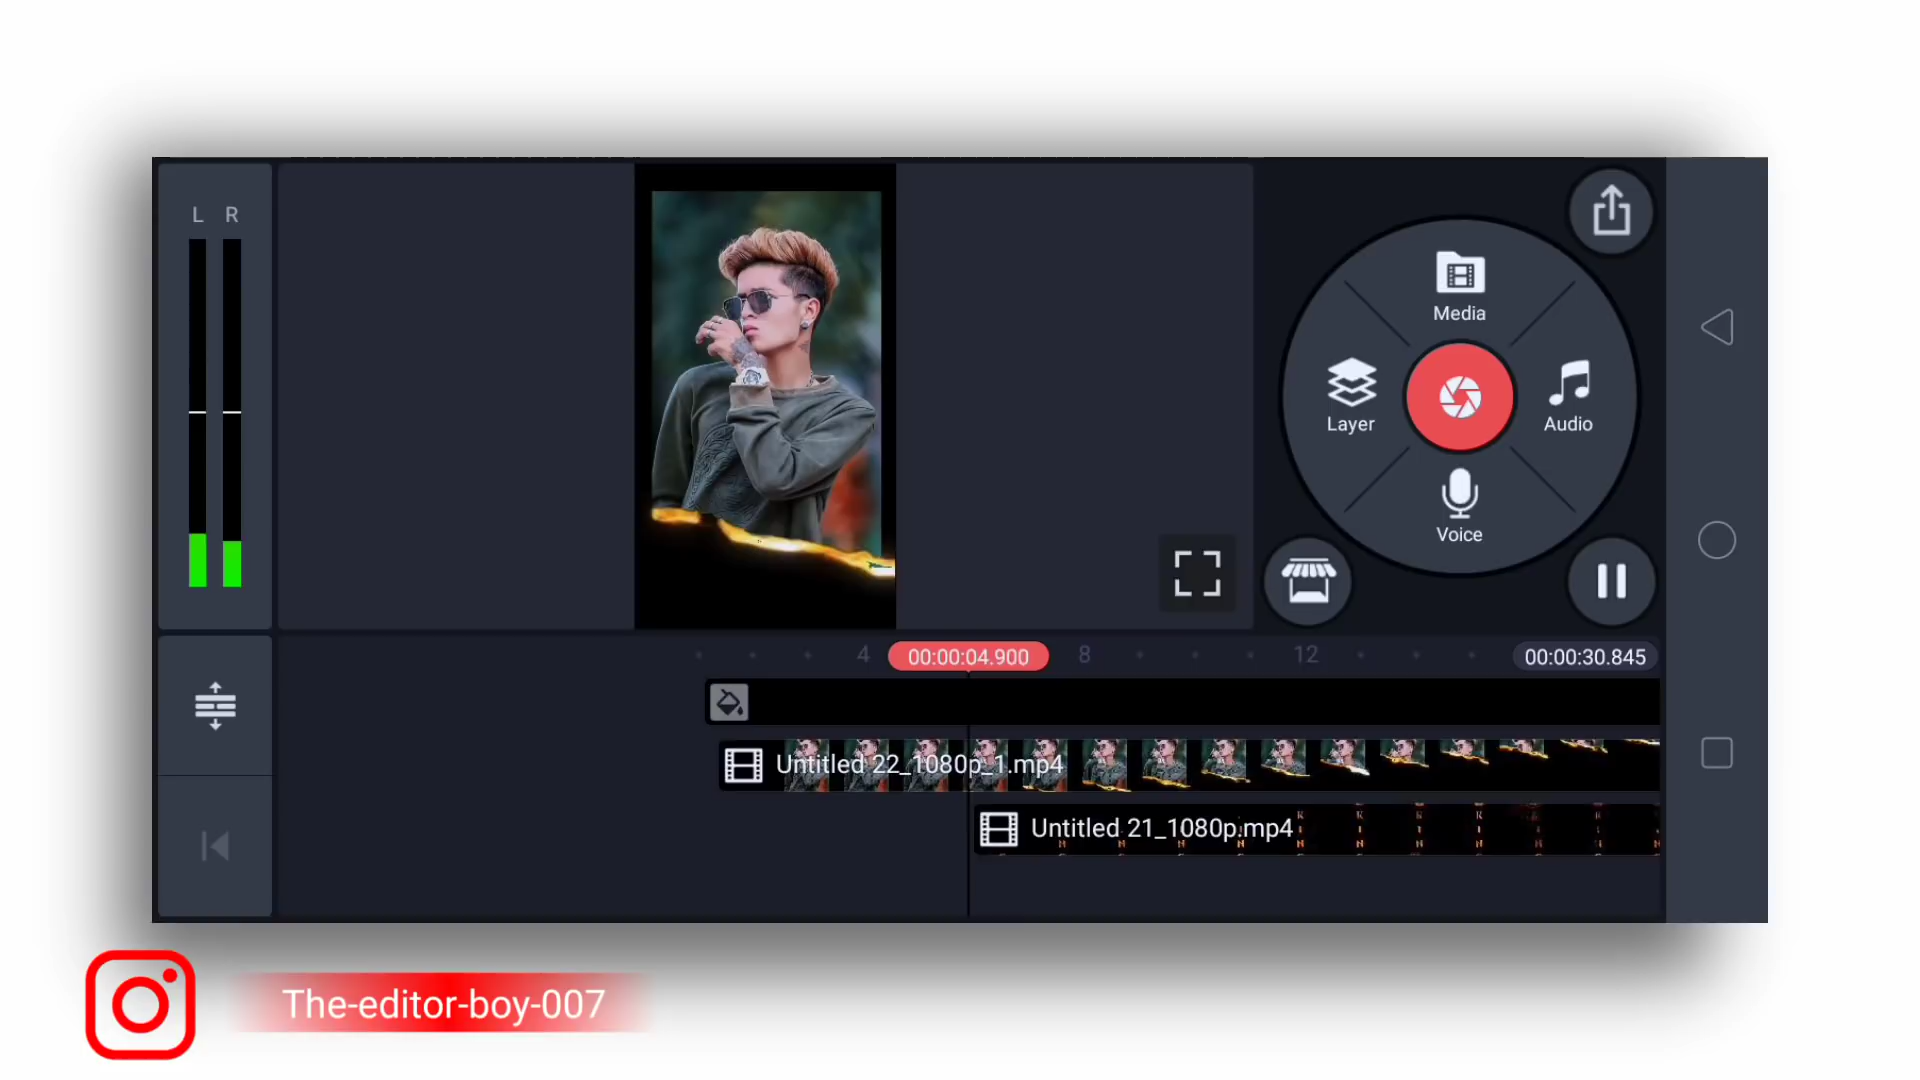 L R
Media
Layer
Audio
Voice
4
00:00:04.900
8
12
00:00:30.845
Untitled 22_1080p_1.mp4
Untitled 21_1080p.mp4
The-editor-boy-007